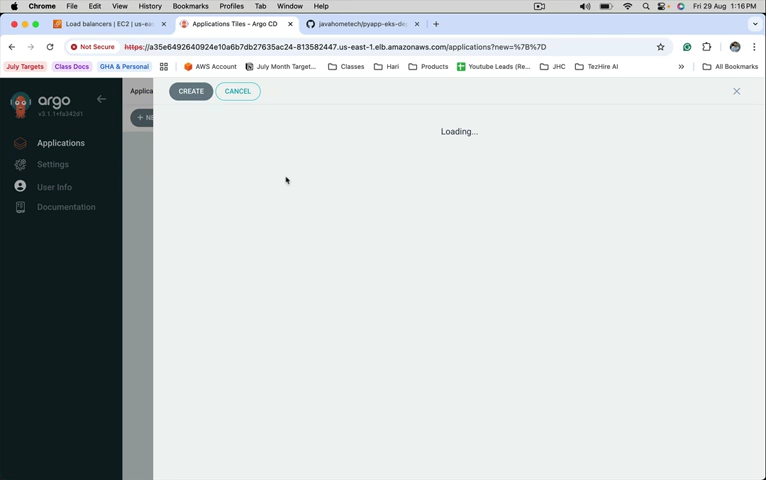 Chrome File Edit View History Bookmarks Profiles Tab Window Help Fri 29 Aug 1:16 PM
Load balancers | EC2 | us-ea Applications Tiles - Argo CD javahometech/pyapp-eks-de
Not Secure https://a35e6492640924e10a6b7db27635ac24-813582447.us-east-1.elb.amazonaws.com/applications?new=%7B%7D
July Targets Class Docs GHA & Personal AWS Account July Month Target... Classes Hari Products Youtube Leads (Re... JHC TezHire AI » All Bookmarks
argo
v3.1.1+fa342d1
Applica
CREATE CANCEL
+ NE
Loading...
Applications
Settings
User Info
Documentation